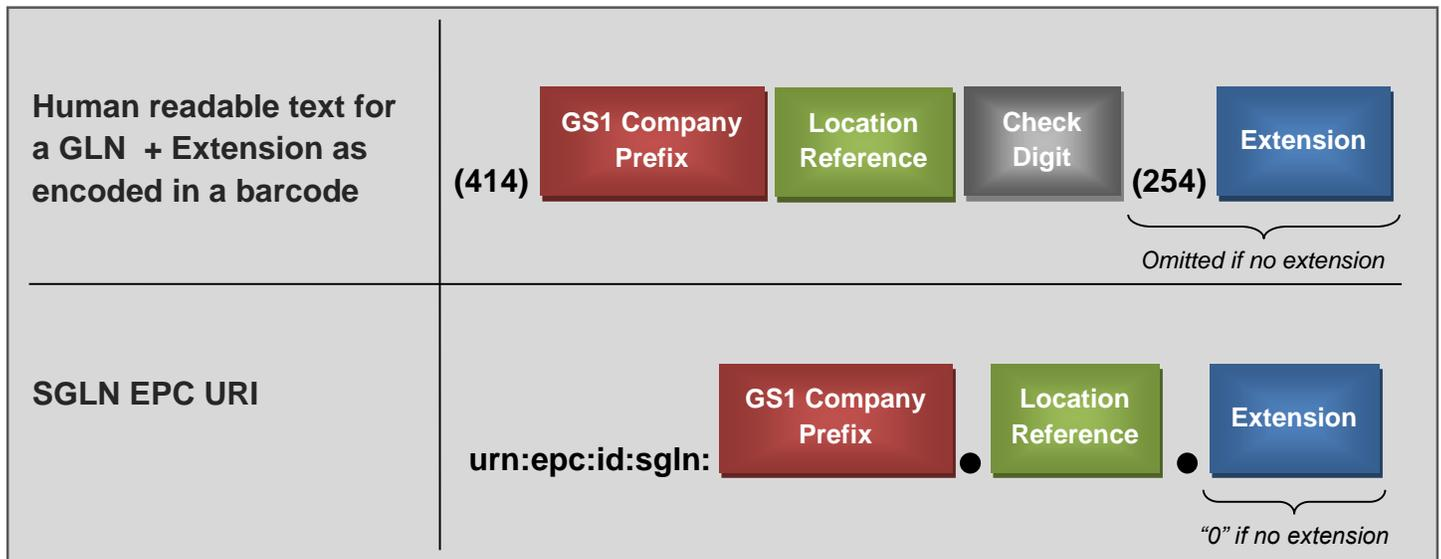 Human readable text for
a GLN + Extension as
encoded in a barcode
(414)
GS1 Company
Prefix
Location
Reference
Check
Digit
(254)
Extension
Omitted if no extension
SGLN EPC URI
urn:epc:id:sgln:
GS1 Company
Prefix
.
Location
Reference
.
Extension
“0” if no extension